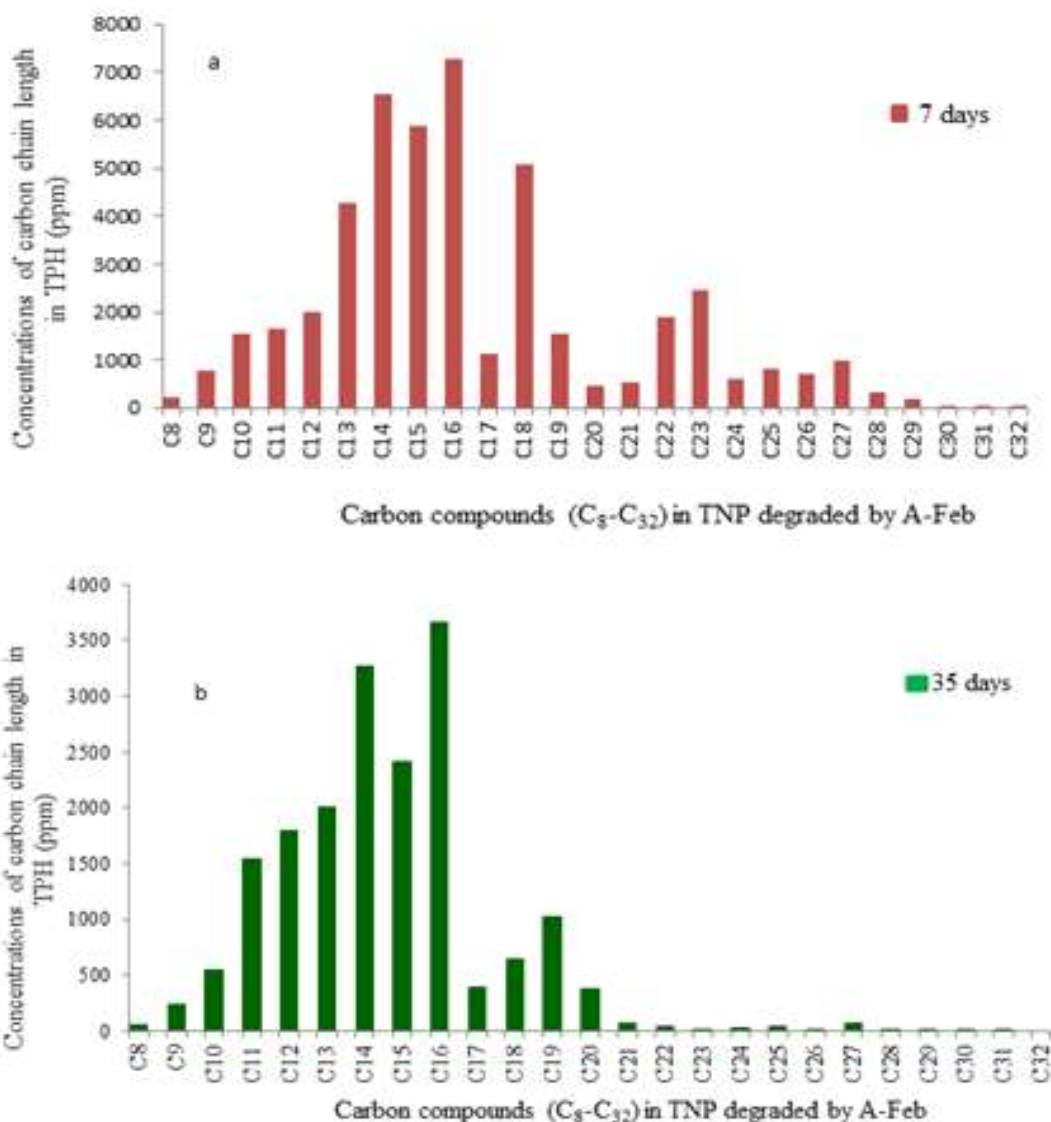 8000
7000
6000
5000
4000
3000
2000
1000
0
Concentrations of carbon chain length
in TPH (ppm)
a
7 days
C8 C9 C10 C11 C12 C13 C14 C15 C16 C17 C18 C19 C20 C21 C22 C23 C24 C25 C26 C27 C28 C29 C30 C31 C32
Carbon compounds (C₈-C₃₂) in TNP degraded by A-Feb
4000
3500
3000
2500
2000
1500
1000
500
0
Concentrations of carbon chain length in
TPH (ppm)
b
35 days
C8 C9 C10 C11 C12 C13 C14 C15 C16 C17 C18 C19 C20 C21 C22 C23 C24 C25 C26 C27 C28 C29 C30 C31 C32
Carbon compounds (C₈-C₃₂) in TNP degraded by A-Feb